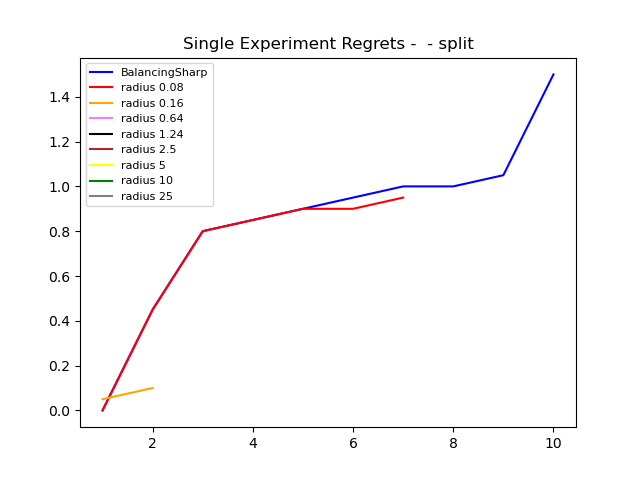 Single Experiment Regrets -  - split
BalancingSharp
radius 0.08
radius 0.16
radius 0.64
radius 1.24
radius 2.5
radius 5
radius 10
radius 25
1.4
1.2
1.0
0.8
0.6
0.4
0.2
0.0
2 4 6 8 10